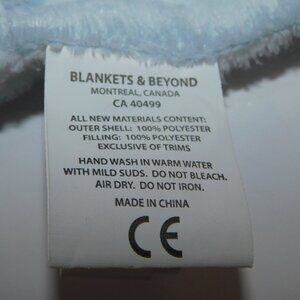 BLANKETS & BEYOND
MONTREAL, CANADA
CA 40499
ALL NEW MATERIALS CONTENT:
OUTER SHELL: 100% POLYESTER
FILLING: 100% POLYESTER
EXCLUSIVE OF TRIMS
HAND WASH IN WARM WATER
WITH MILD SUDS. DO NOT BLEACH.
AIR DRY. DO NOT IRON.
MADE IN CHINA
CE